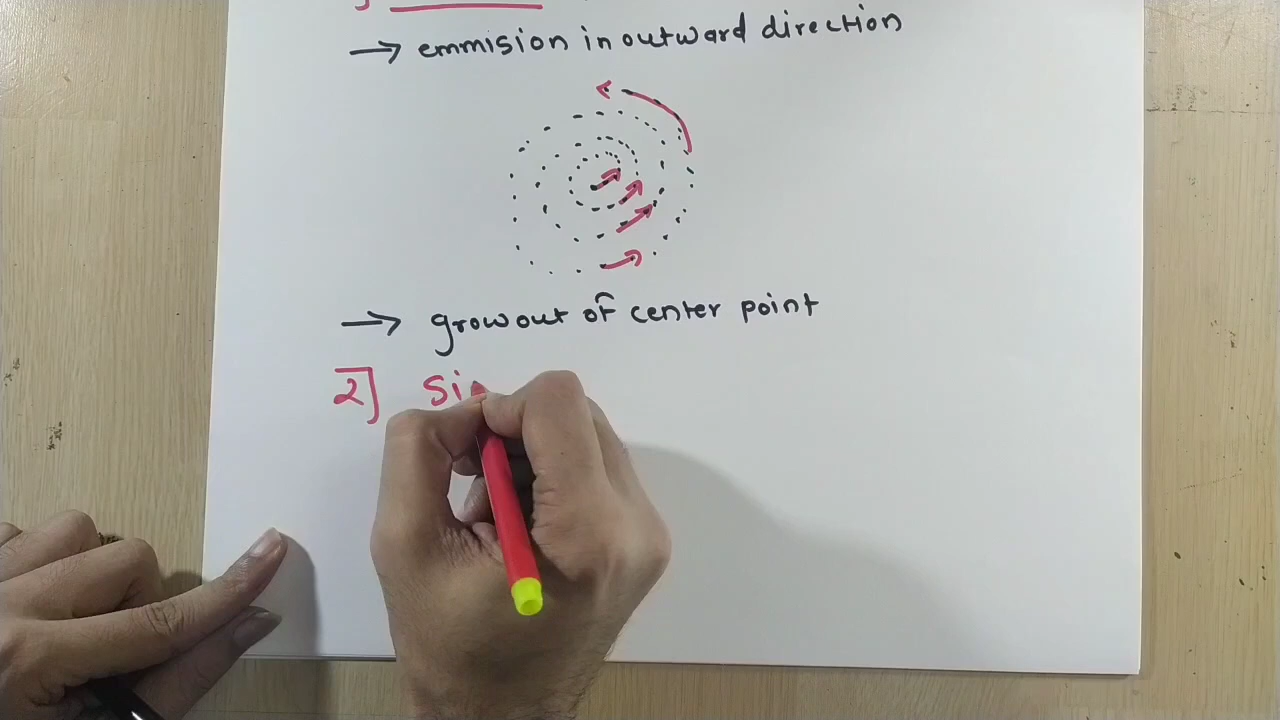 → emmision in outward direction
→ grow out of center point
2] Si